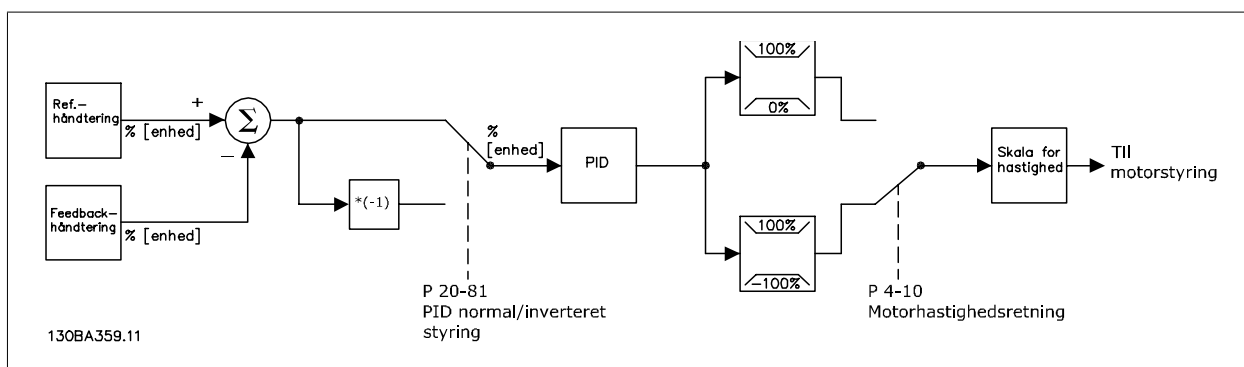 Ref.-
håndtering
+
% [enhed]
Σ
–
Feedback-
håndtering
% [enhed]
*(-1)
%
[enhed]
PID
P 20-81
PID normal/inverteret
styring
100%
0%
100%
-100%
P 4-10
Motorhastighedsretning
Skala for
hastighed
TIl
motorstyring
130BA359.11